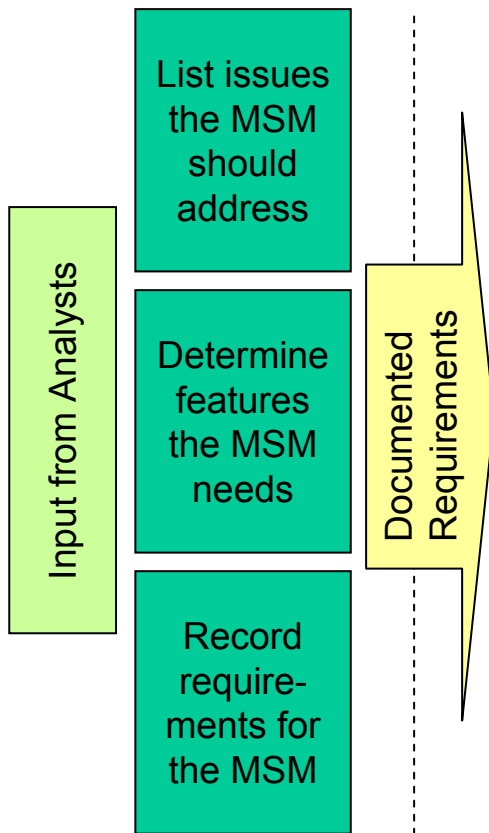 Input from Analysts
List issues
the MSM
should
address
Determine
features
the MSM
needs
Record
require-
ments for
the MSM
Documented
Requirements